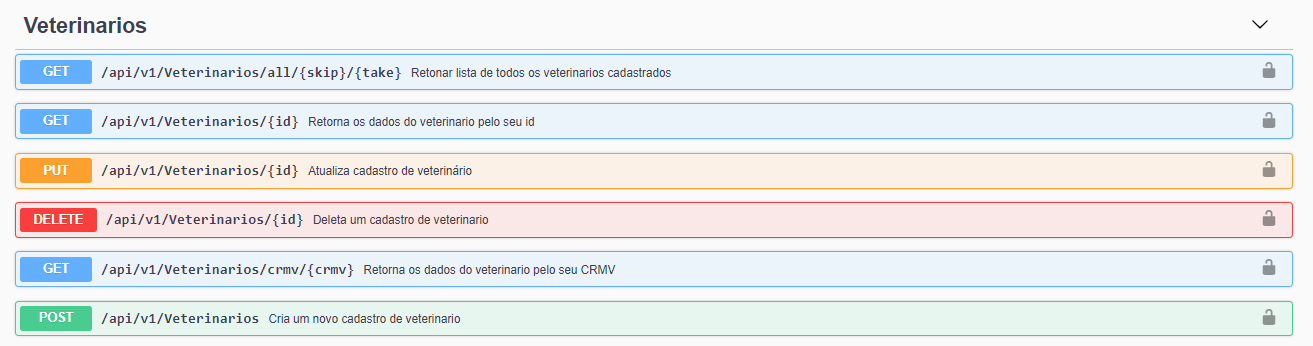 Veterinarios
GET /api/v1/Veterinarios/all/{skip}/{take} Retonar lista de todos os veterinarios cadastrados
GET /api/v1/Veterinarios/{id} Retorna os dados do veterinario pelo seu id
PUT /api/v1/Veterinarios/{id} Atualiza cadastro de veterinário
DELETE /api/v1/Veterinarios/{id} Deleta um cadastro de veterinario
GET /api/v1/Veterinarios/crmv/{crmv} Retorna os dados do veterinario pelo seu CRMV
POST /api/v1/Veterinarios Cria um novo cadastro de veterinario